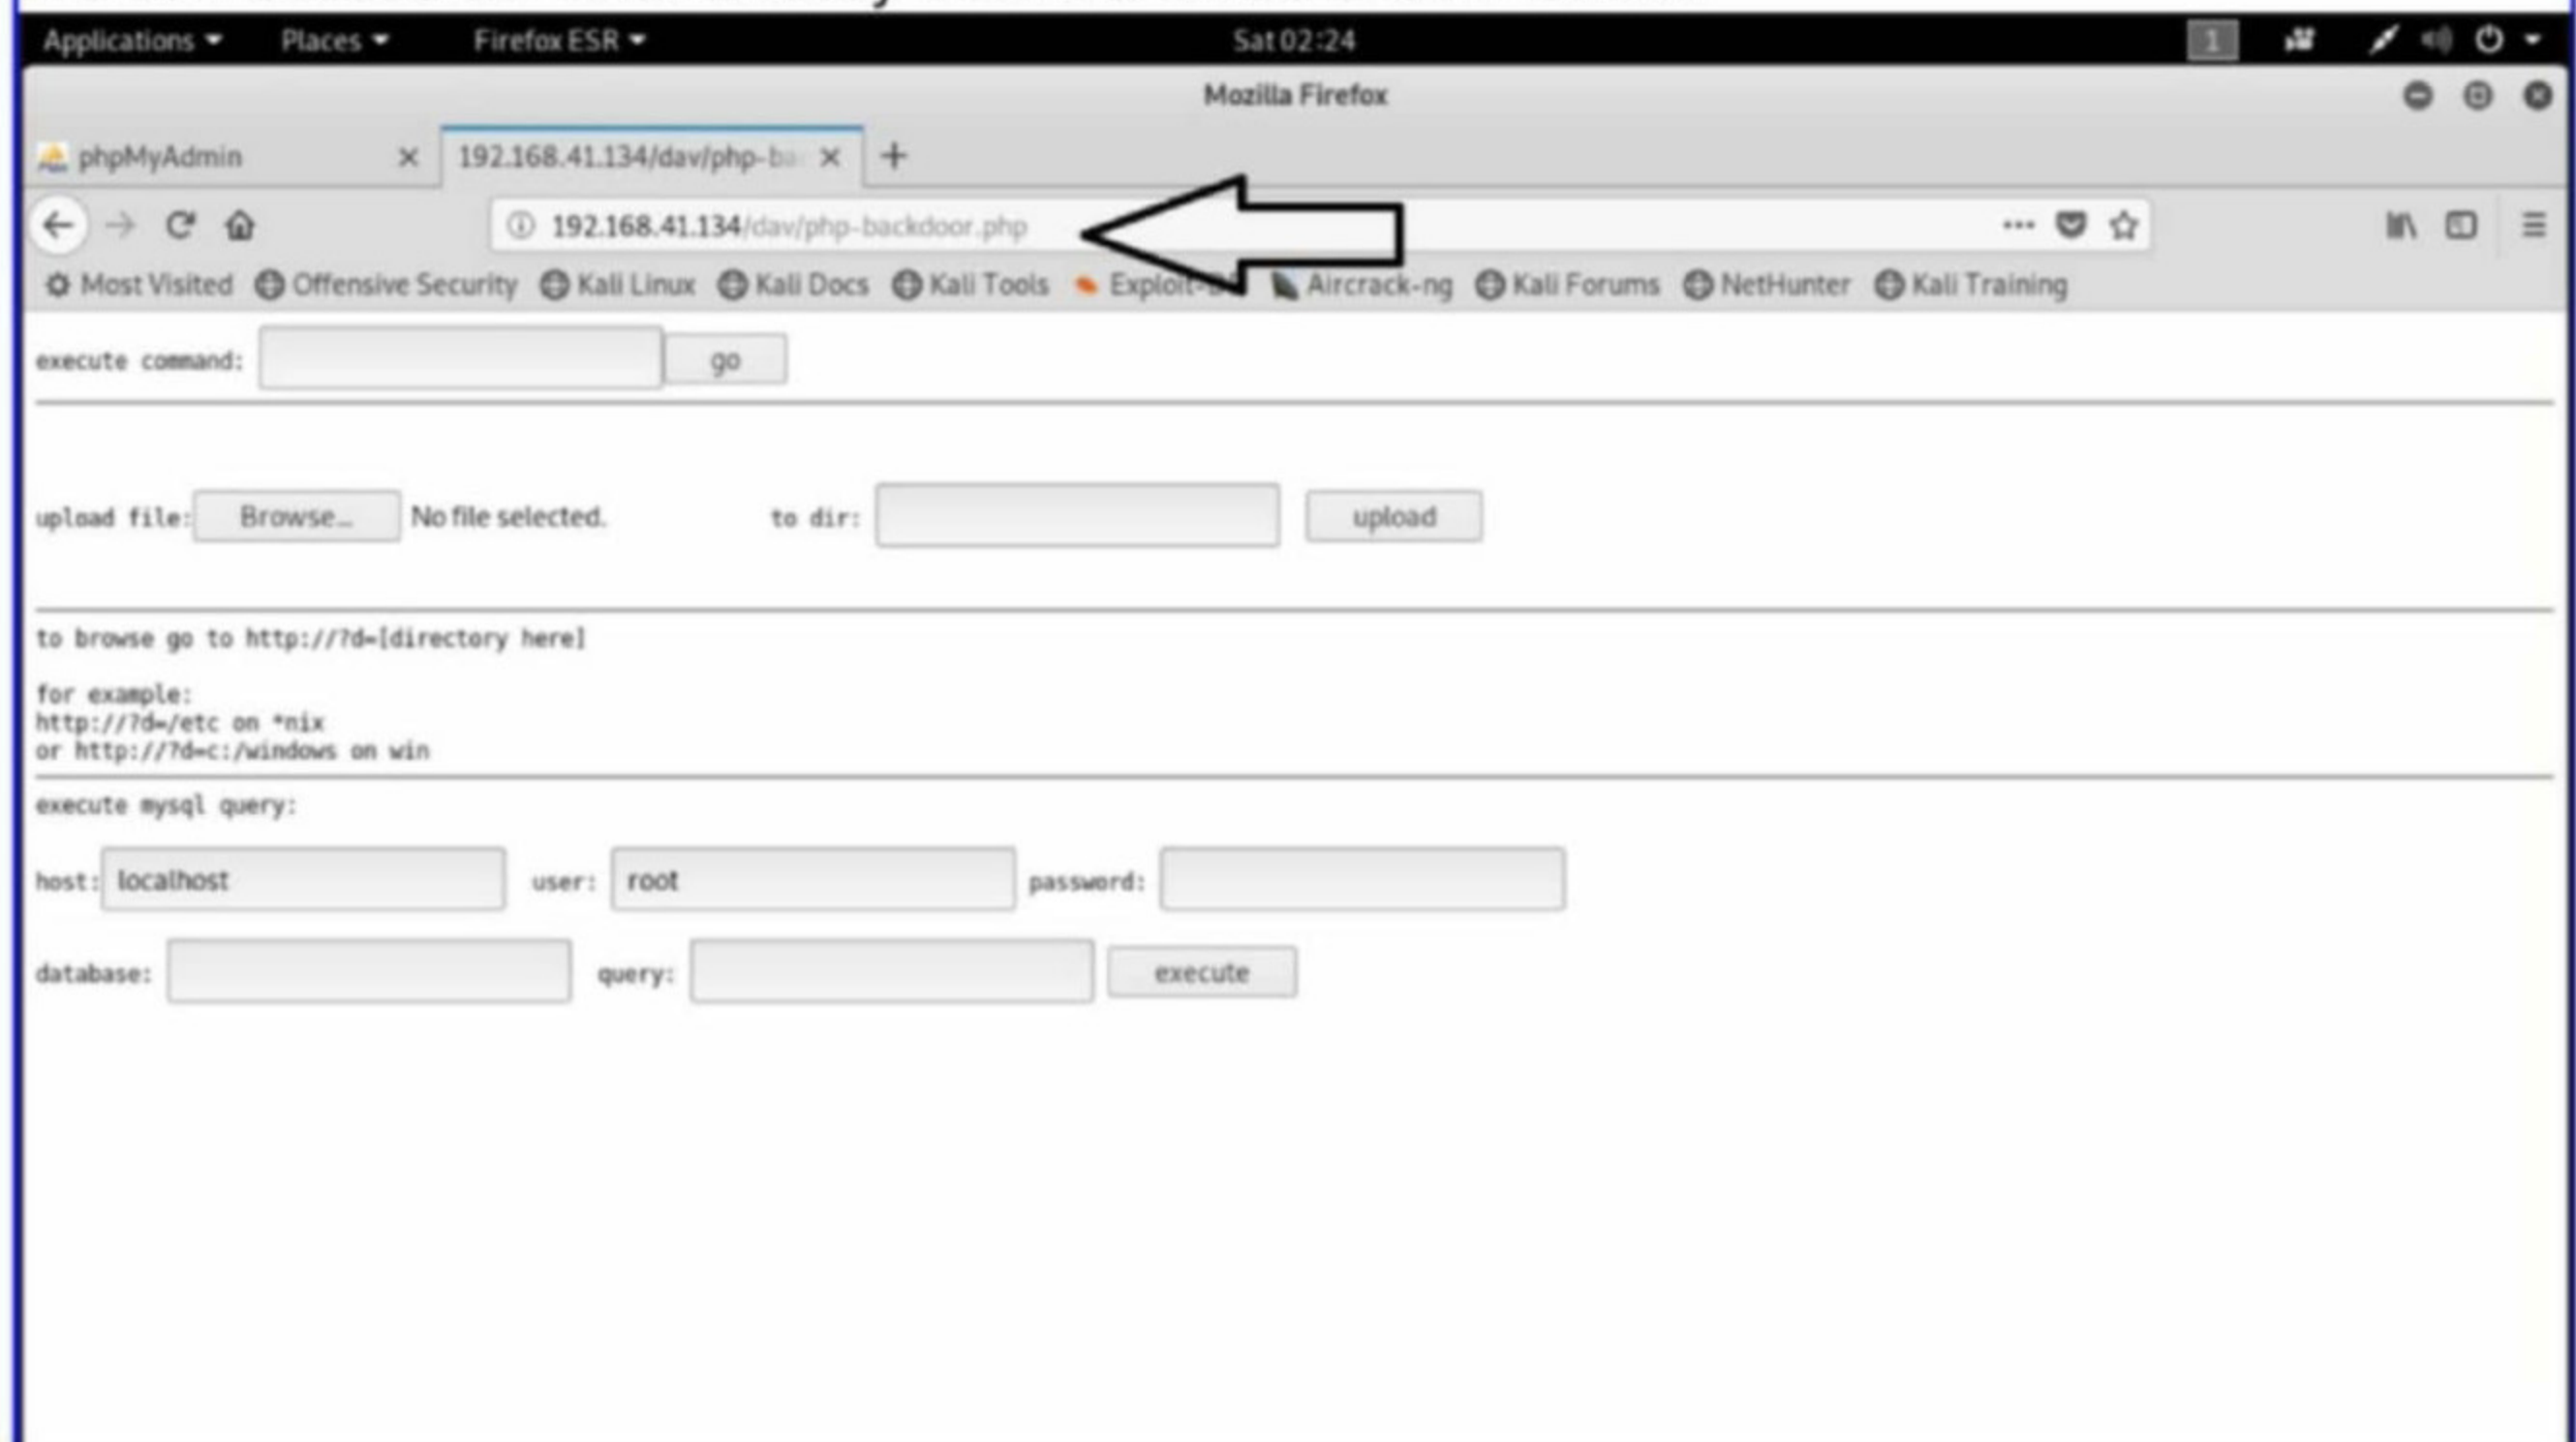 Applications Places Firefox ESR Sat 02:24 1
Mozilla Firefox
phpMyAdmin 192.168.41.134/dav/php-ba
192.168.41.134/dav/php-backdoor.php
Most Visited Offensive Security Kali Linux Kali Docs Kali Tools Aircrack-ng Kali Forums NetHunter Kali Training
execute command: go
upload file: Browse... No file selected. to dir: upload
to browse go to http://?d=[directory here]
for example:
http://?d=/etc on *nix
or http://?d=c:/windows on win
execute mysql query:
host: localhost user: root password:
database: query: execute